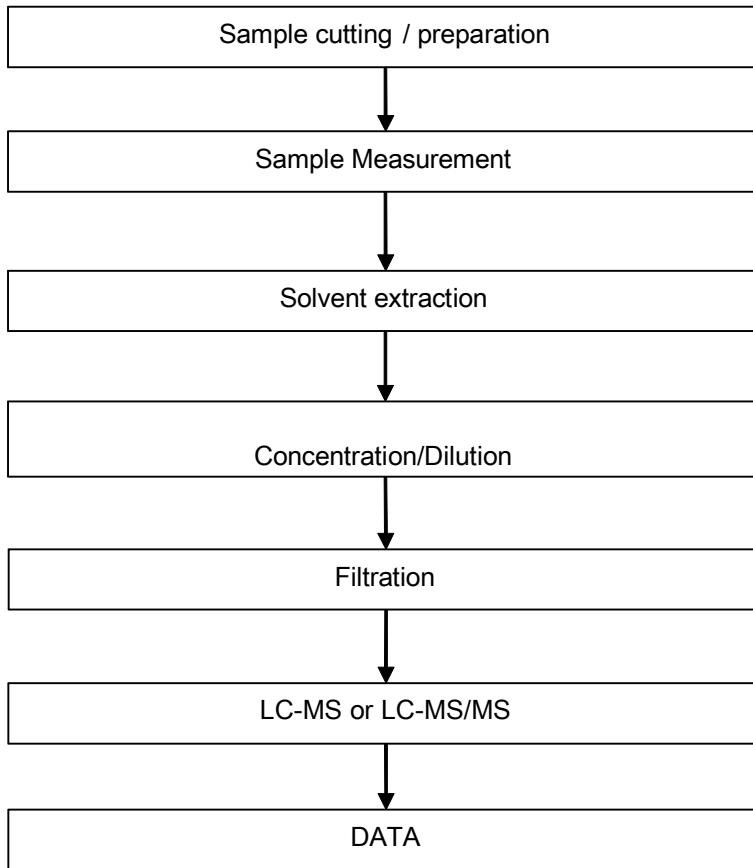 Sample cutting / preparation
Sample Measurement
Solvent extraction
Concentration/Dilution
Filtration
LC-MS or LC-MS/MS
DATA